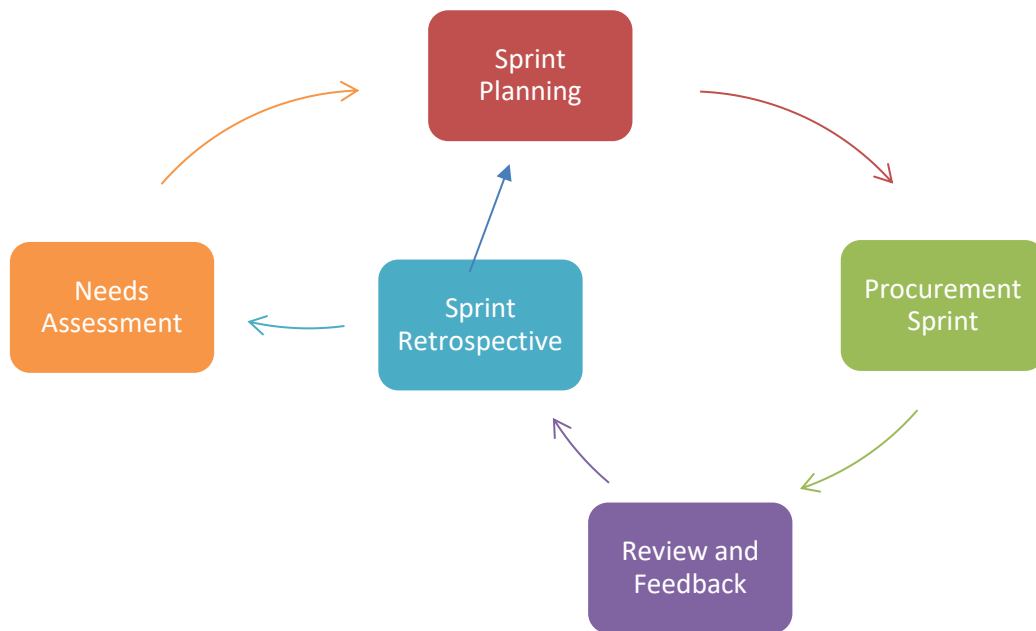 Sprint
Planning
Needs
Assessment
Sprint
Retrospective
Procurement
Sprint
Review and
Feedback